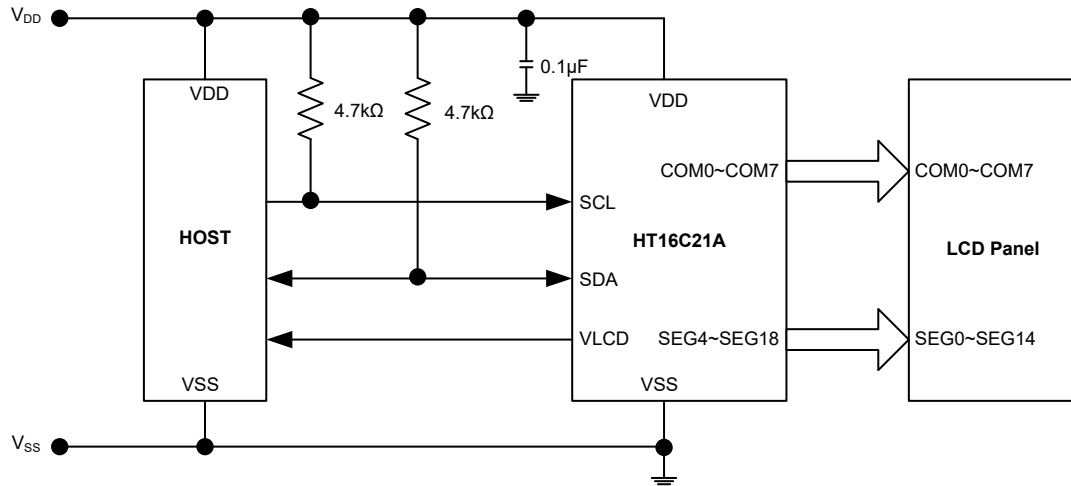 VDD
VDD
4.7kΩ
4.7kΩ
0.1µF
VDD
COM0~COM7
COM0~COM7
SCL
HOST
HT16C21A
LCD Panel
SDA
VLCD
SEG4~SEG18
SEG0~SEG14
VSS
VSS
VSS